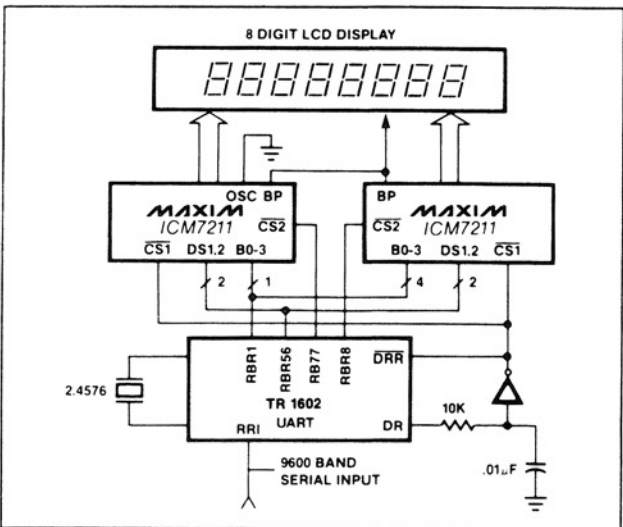 8 DIGIT LCD DISPLAY
OSC BP
MAXIM
ICM7211
CS2
CS1 DS1,2 B0-3
BP
MAXIM
ICM7211
CS2
B0-3 DS1,2 CS1
2
1
4
2
RBR1
RBR56
RB77
RBR8
DRR
TR 1602
UART
RRI
DR
2.4576
10K
.01µF
9600 BAND
SERIAL INPUT